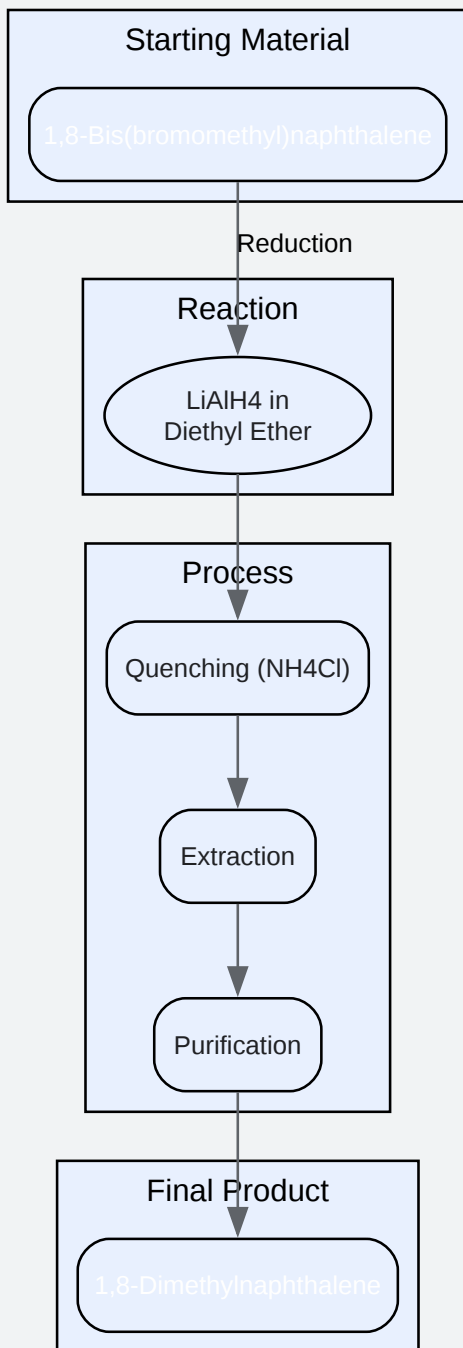 Starting Material
1,8-Bis(bromomethyl)naphthalene
Reduction
Reaction
LiAlH4 in
Diethyl Ether
Process
Quenching (NH4Cl)
Extraction
Purification
Final Product
1,8-Dimethylnaphthalene